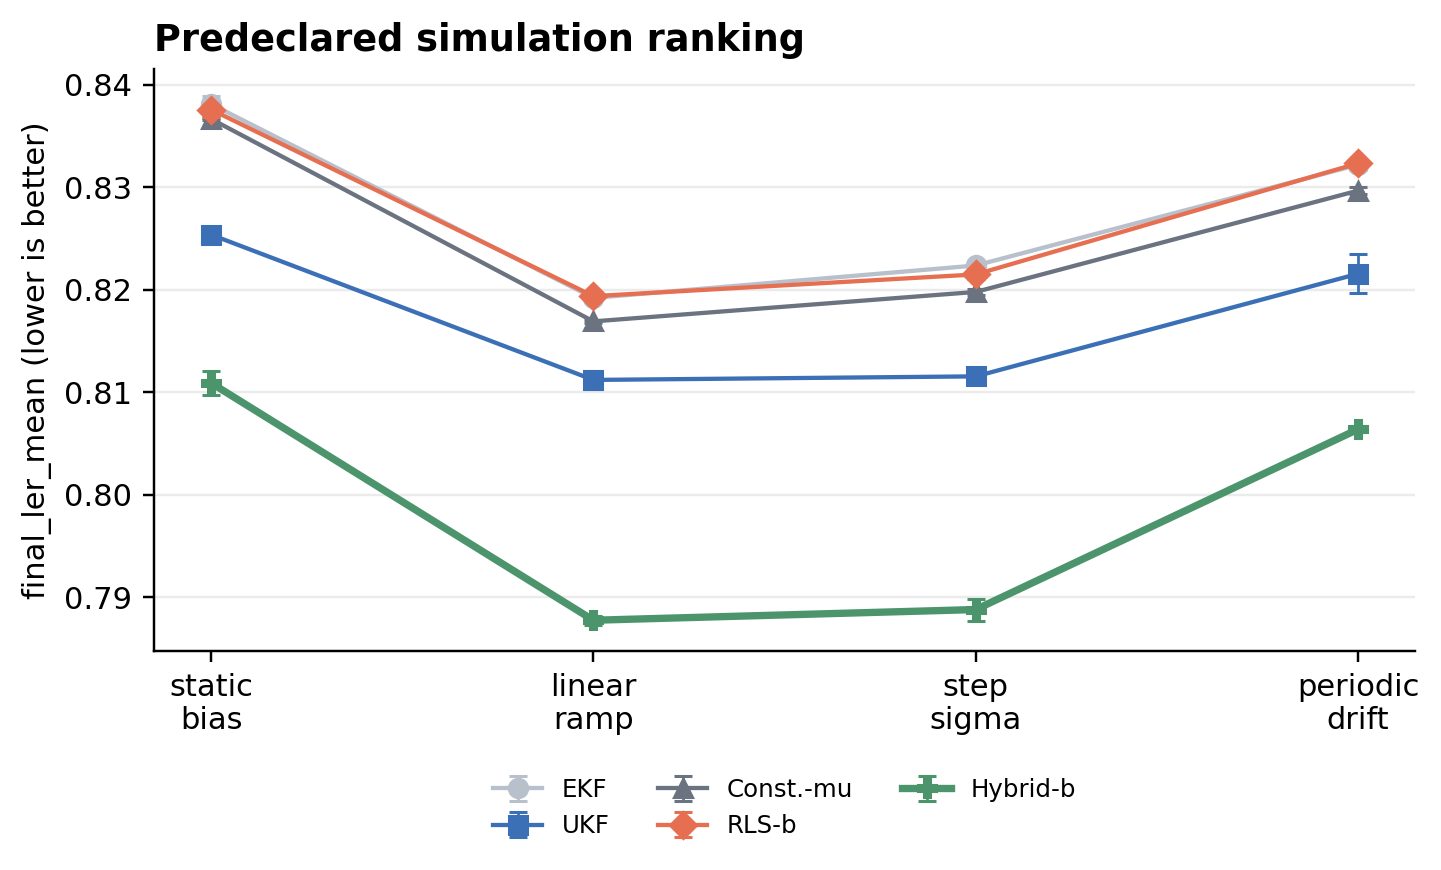 Predeclared simulation ranking
final_ler_mean (lower is better)
0.84
0.83
0.82
0.81
0.80
0.79
static
bias
linear
ramp
step
sigma
periodic
drift
EKF
UKF
Const.-mu
RLS-b
Hybrid-b